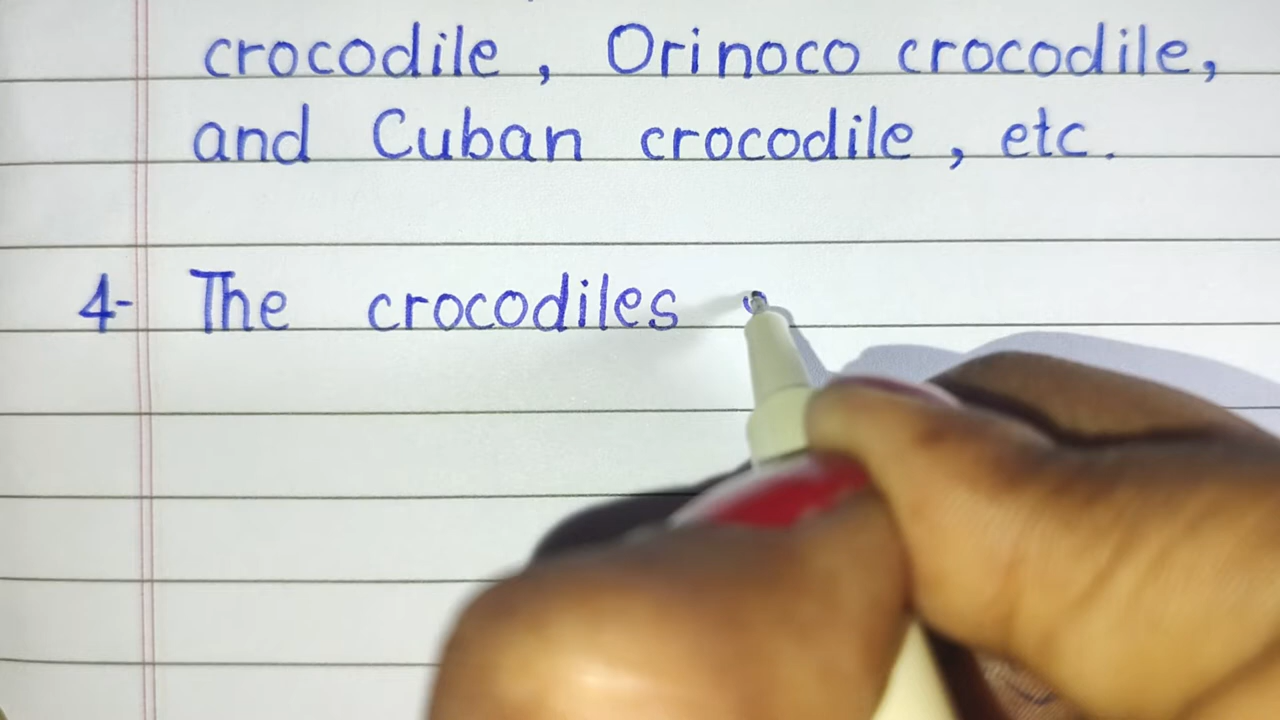 crocodile , Orinoco crocodile,
and Cuban crocodile , etc.
4- The crocodiles